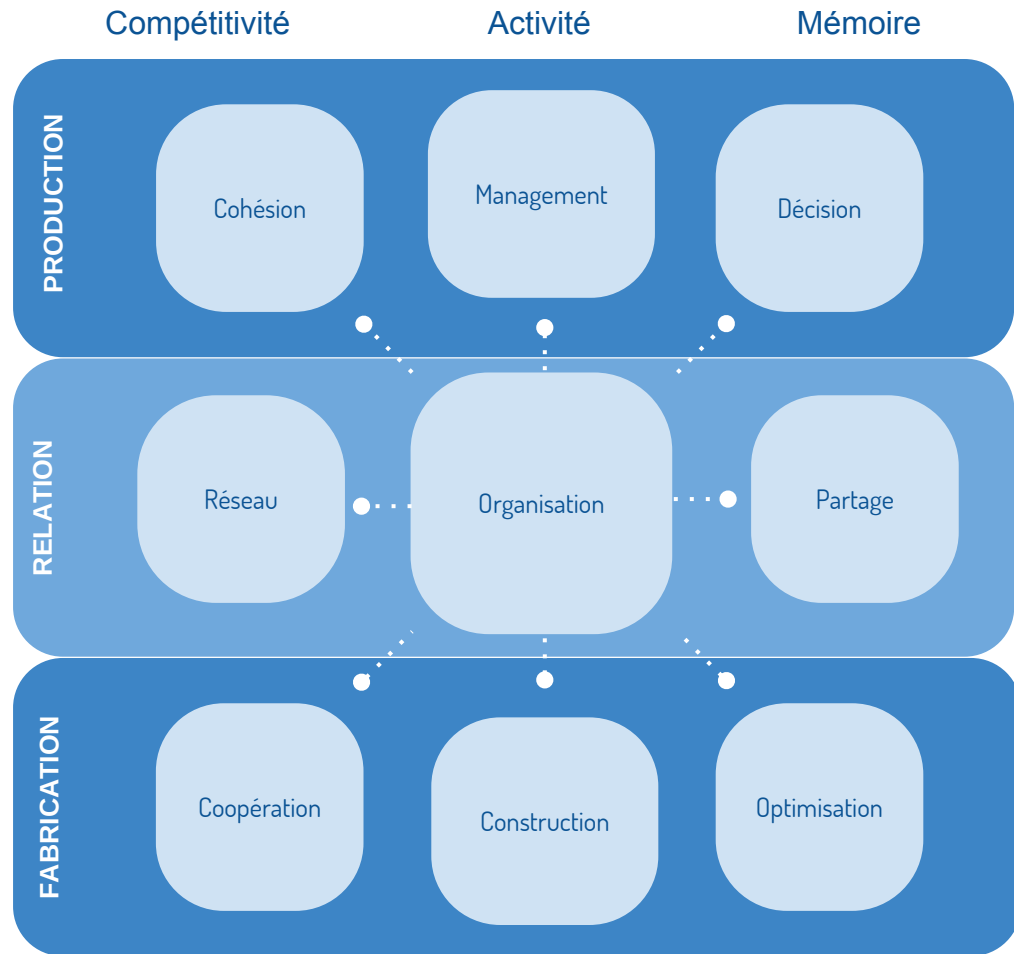 Compétitivité
Activité
Mémoire
PRODUCTION
Cohésion
Management
Décision
RELATION
Réseau
Organisation
Partage
FABRICATION
Coopération
Construction
Optimisation